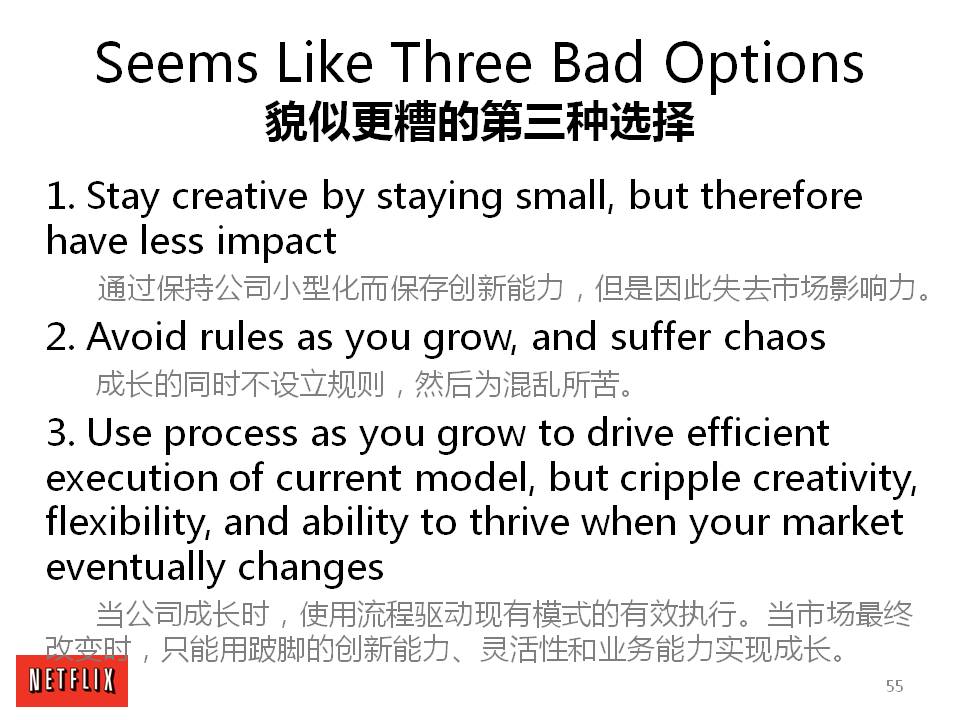 Seems Like Three Bad Options
貌似更糟的第三种选择
1. Stay creative by staying small, but therefore
have less impact
通过保持公司小型化而保存创新能力，但是因此失去市场影响力。
2. Avoid rules as you grow, and suffer chaos
成长的同时不设立规则，然后为混乱所苦。
3. Use process as you grow to drive efficient
execution of current model, but cripple creativity,
flexibility, and ability to thrive when your market
eventually changes
当公司成长时，使用流程驱动现有模式的有效执行。当市场最终
改变时，只能用跛脚的创新能力、灵活性和业务能力实现成长。
NETFLIX
55